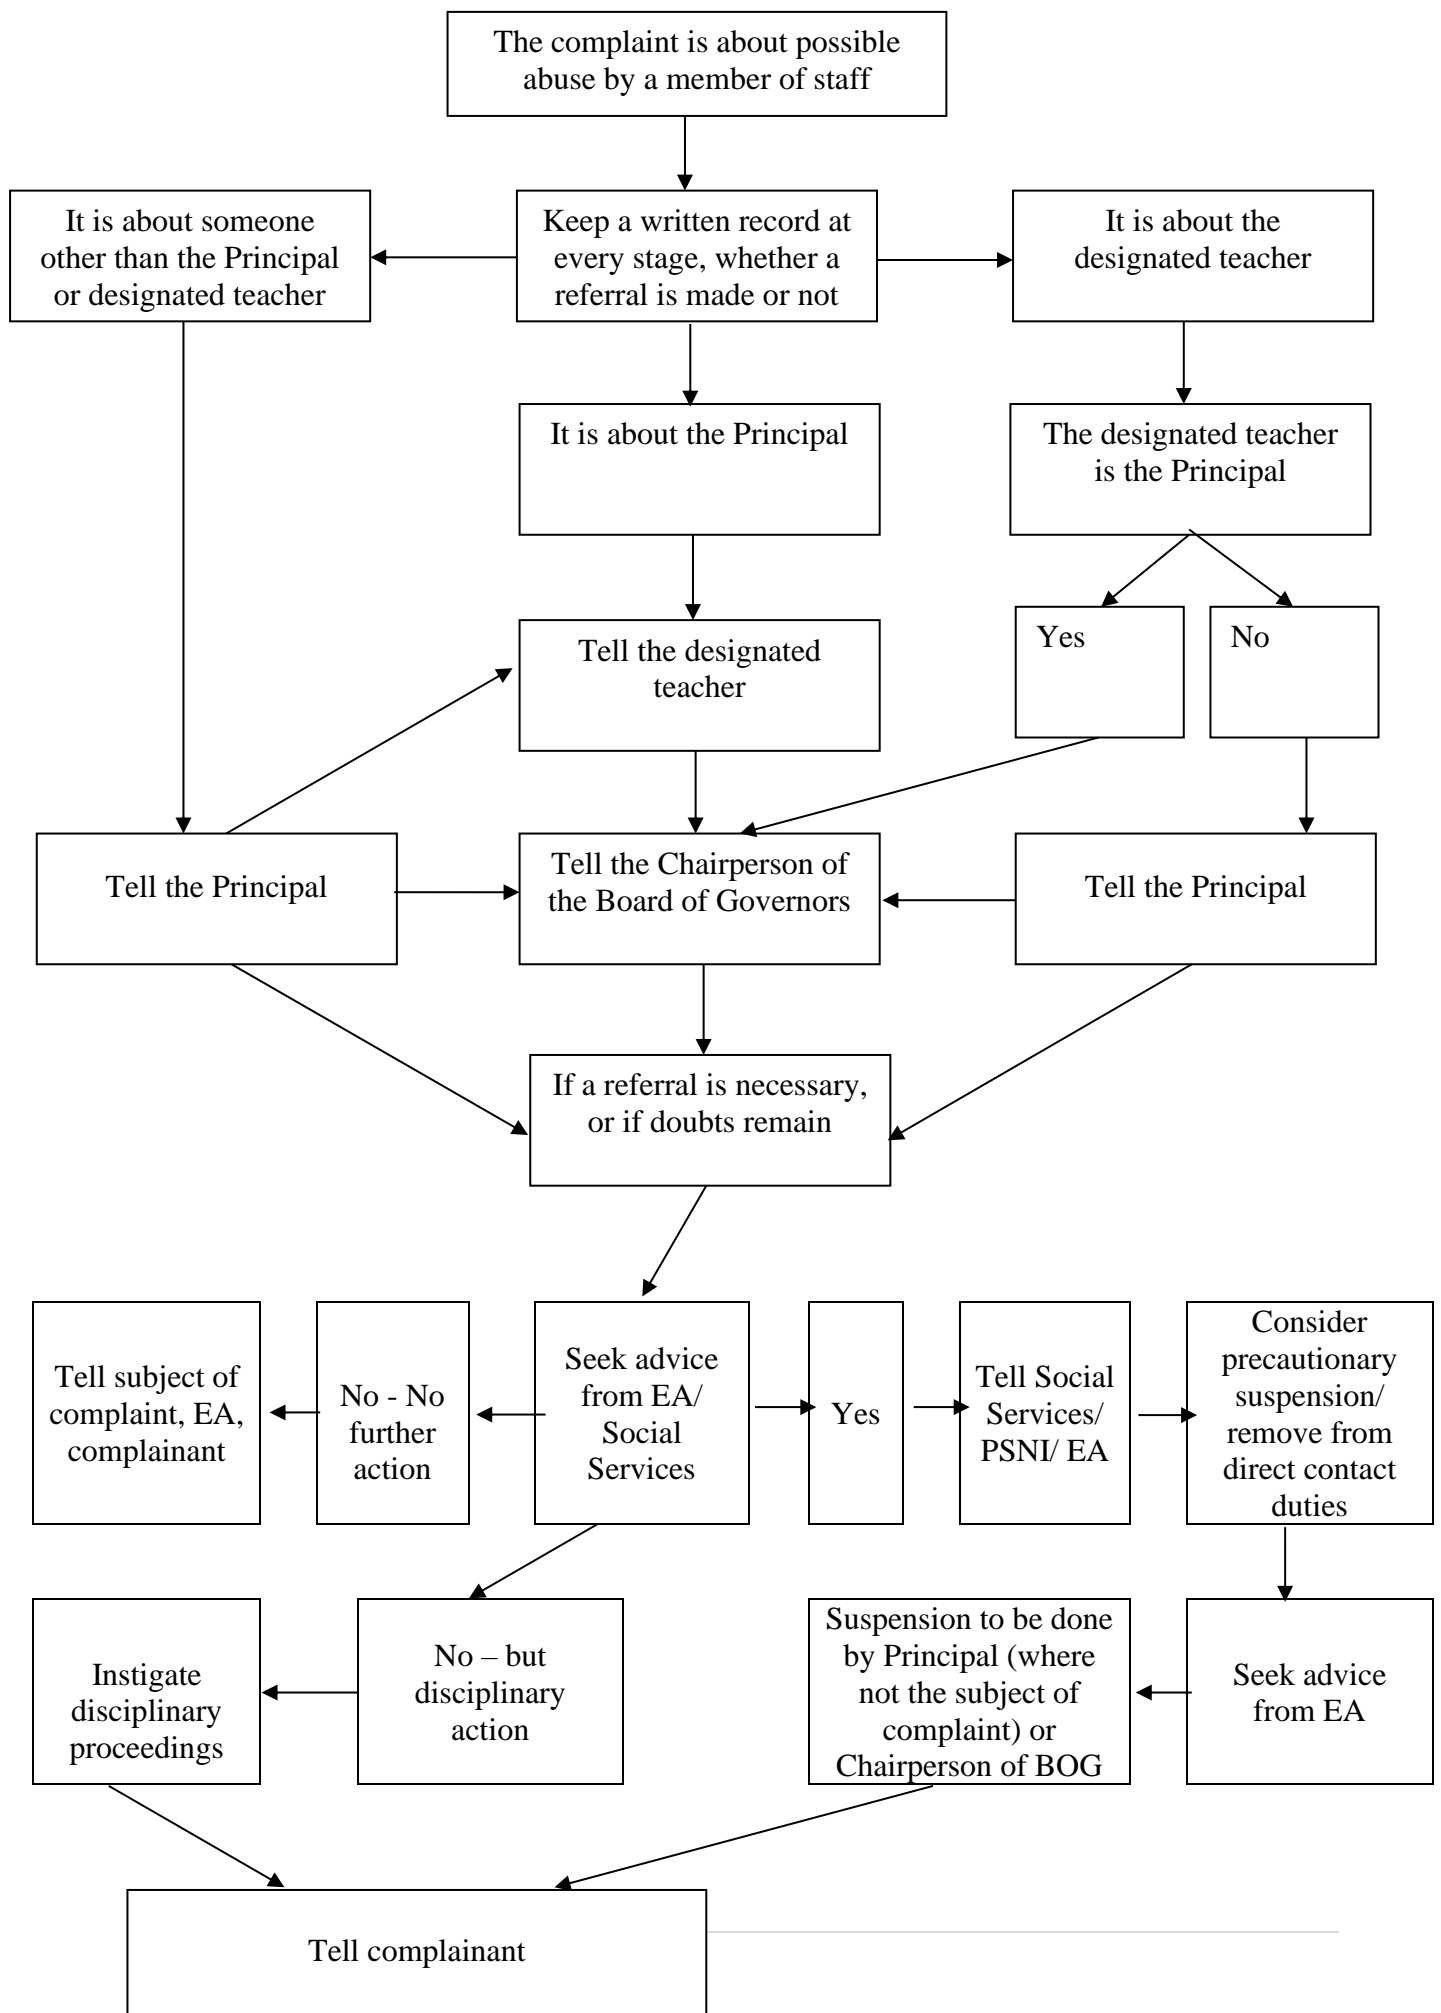 The complaint is about possible
abuse by a member of staff
It is about someone
other than the Principal
or designated teacher
Keep a written record at
every stage, whether a
referral is made or not
It is about the
designated teacher
It is about the Principal
The designated teacher
is the Principal
Tell the designated
teacher
Yes
No
Tell the Principal
Tell the Chairperson of
the Board of Governors
Tell the Principal
If a referral is necessary,
or if doubts remain
Tell subject of
complaint, EA,
complainant
No - No
further
action
Seek advice
from EA/
Social
Services
Yes
Tell Social
Services/
PSNI/ EA
Consider
precautionary
suspension/
remove from
direct contact
duties
Instigate
disciplinary
proceedings
No – but
disciplinary
action
Suspension to be done
by Principal (where
not the subject of
complaint) or
Chairperson of BOG
Seek advice
from EA
Tell complainant